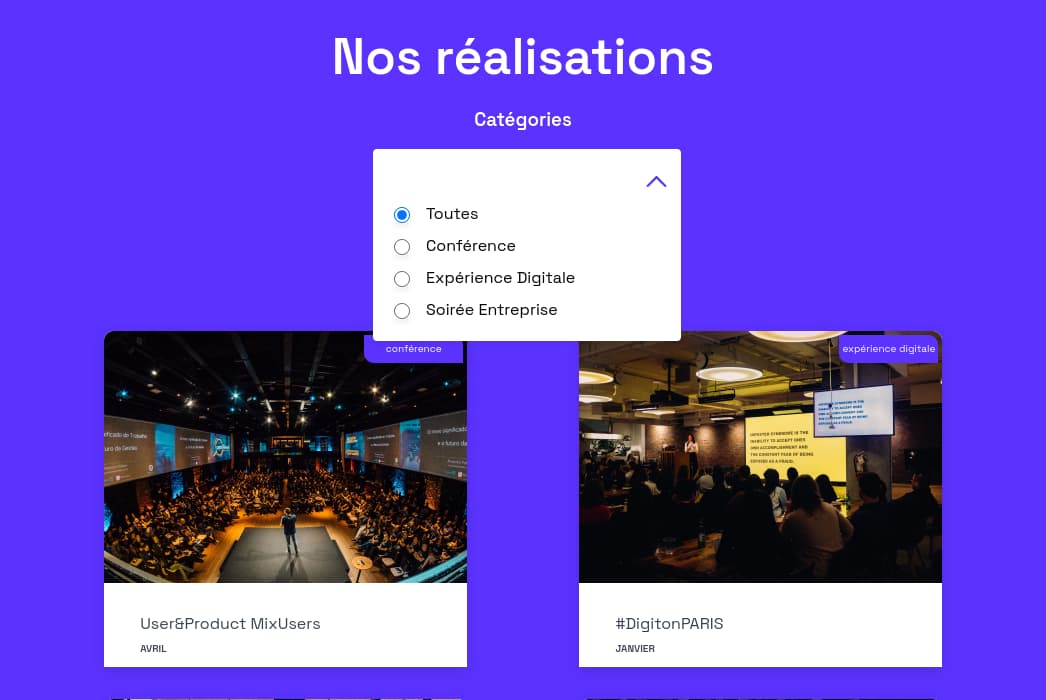 Nos réalisations
Catégories
Toutes
Conférence
Expérience Digitale
Soirée Entreprise
conférence
expérience digitale
IMPOSTER SYNDROME IS THE
INABILITY TO ACCEPT ONES
OWN ACCOMPLISHMENT AND
THE CONSTANT FEAR OF BEING
EXPOSED AS A FRAUD.
User&Product MixUsers
AVRIL
#DigitonPARIS
JANVIER